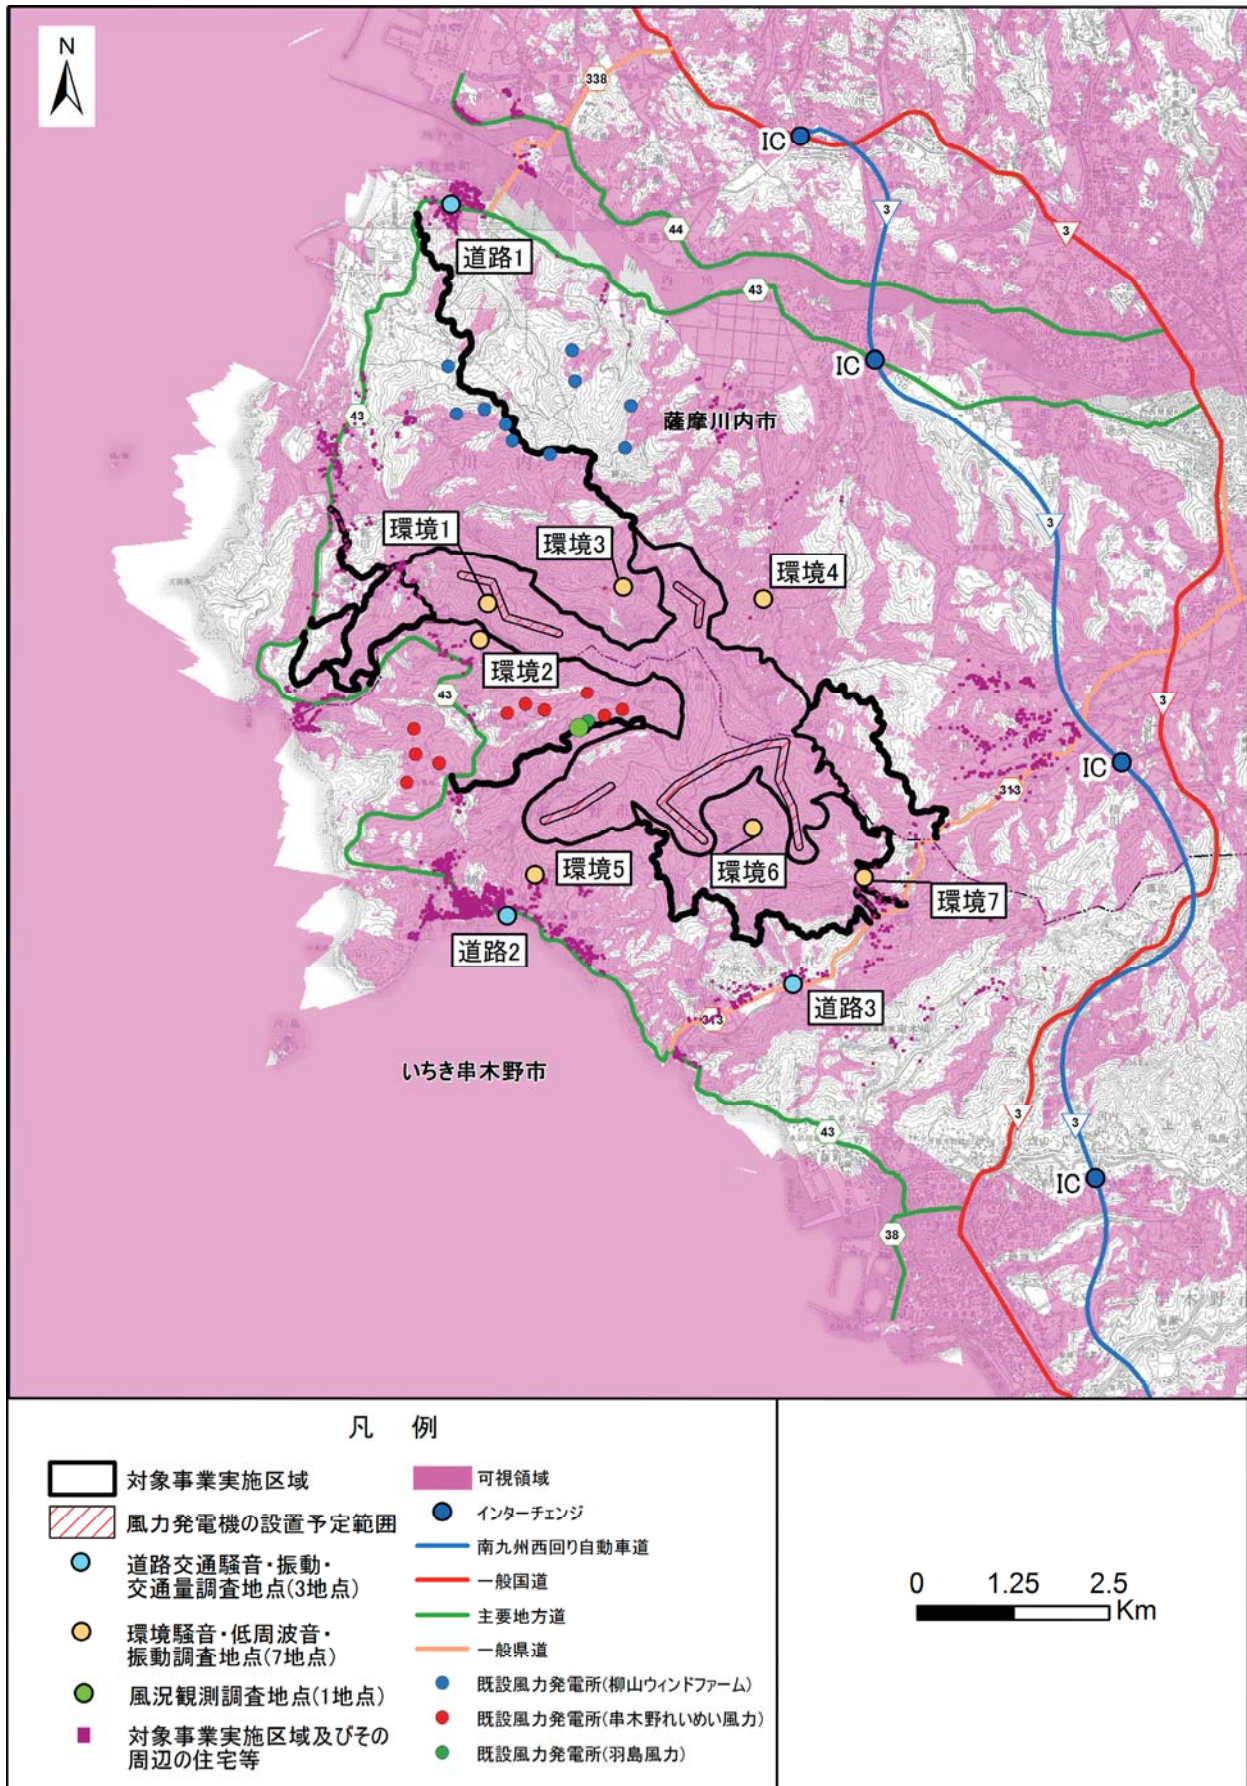 N
338
IC
3
3
44
43
道路1
IC
43
薩摩川内市
3
環境1
環境3
環境4
環境2
43
3
IC
313
環境5
環境6
環境7
道路2
道路3
313
いちき串木野市
3
3
43
IC
38
凡 例
対象事業実施区域
風力発電機の設置予定範囲
道路交通騒音・振動・
交通量調査地点(3地点)
環境騒音・低周波音・
振動調査地点(7地点)
風況観測調査地点(1地点)
対象事業実施区域及びその
周辺の住宅等
可視領域
インターチェンジ
南九州西回り自動車道
一般国道
主要地方道
一般県道
既設風力発電所(柳山ウィンドファーム)
既設風力発電所(串木野れいめい風力)
既設風力発電所(羽島風力)
0 1.25 2.5
Km